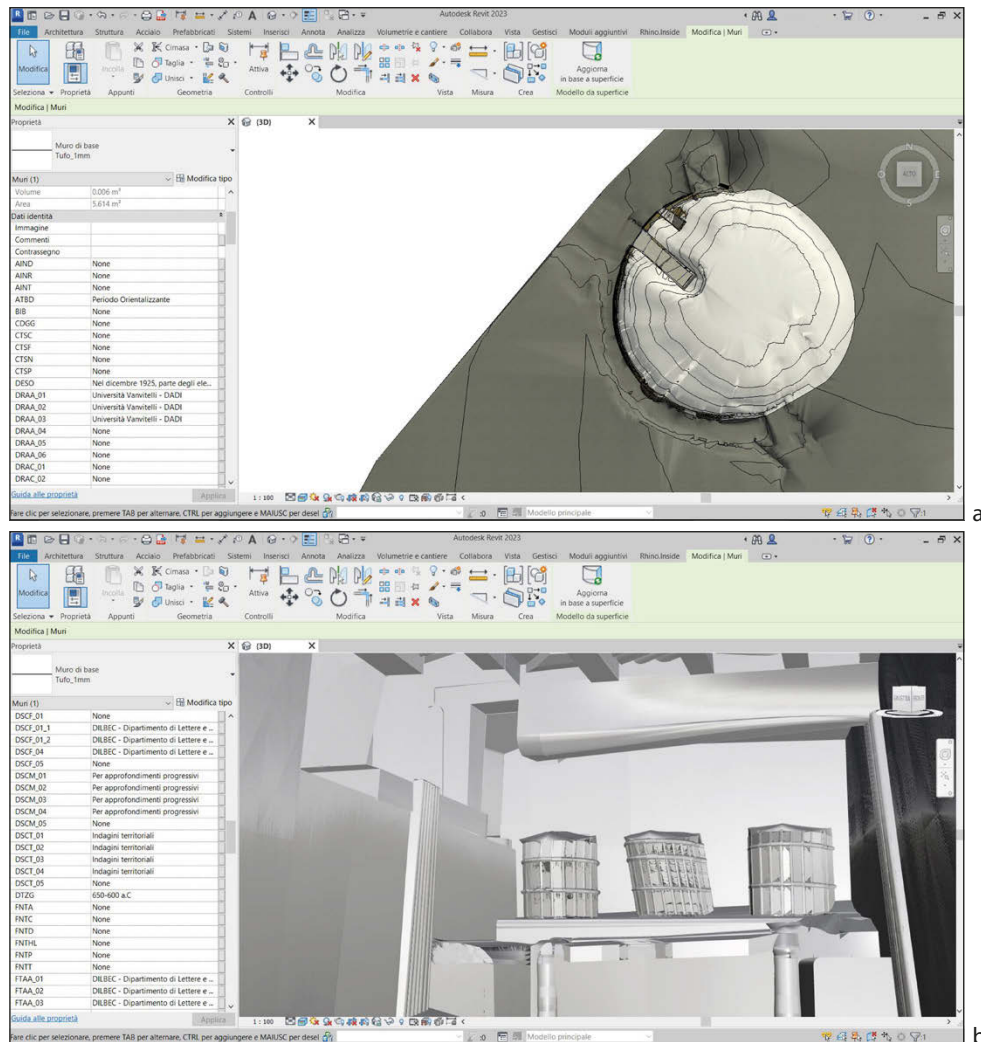 Autodesk Revit 2023
File Architettura Struttura Acciaio Prefabbricati Sistemi Inserisci Annota Analizza Volumetrie e cantiere Collabora Vista Gestisci Moduli aggiuntivi Rhino.Inside Modifica | Muri
Modifica Incolla Cimasa Taglia Unisci Attiva Aggiorna in base a superficie
Seleziona Proprietà Appunti Geometria Controlli Modifica Vista Misura Crea Modello da superficie
Modifica | Muri
Proprietà X {3D} X
Muro di base
Tufo_1mm
Muri (1) Modifica tipo
Volume 0.006 m³
Area 5.614 m²
Dati identità
Immagine
Commenti
Contrassegno
AIND None
AINR None
AINT None
ATBD Periodo Orientalizzante
BIB None
CDGG None
CTSC None
CTSF None
CTSN None
CTSP None
DESO Nel dicembre 1925, parte degli ele...
DRAA_01 Università Vanvitelli - DADI
DRAA_02 Università Vanvitelli - DADI
DRAA_03 Università Vanvitelli - DADI
DRAA_04 None
DRAA_05 None
DRAA_06 None
DRAC_01 None
DRAC_02 None
Guida alle proprietà Applica 1 : 100
Fare clic per selezionare, premere TAB per alternare, CTRL per aggiungere e MAIUSC per desel :0 Modello principale :1
N
ALTO
E
S
a
Autodesk Revit 2023
File Architettura Struttura Acciaio Prefabbricati Sistemi Inserisci Annota Analizza Volumetrie e cantiere Collabora Vista Gestisci Moduli aggiuntivi Rhino.Inside Modifica | Muri
Modifica Incolla Cimasa Taglia Unisci Attiva Aggiorna in base a superficie
Seleziona Proprietà Appunti Geometria Controlli Modifica Vista Misura Crea Modello da superficie
Modifica | Muri
Proprietà X {3D} X
Muro di base
Tufo_1mm
Muri (1) Modifica tipo
DSCF_01 None
DSCF_01_1 DILBEC - Dipartimento di Lettere e ...
DSCF_01_2 DILBEC - Dipartimento di Lettere e ...
DSCF_04 DILBEC - Dipartimento di Lettere e ...
DSCF_05 None
DSCM_01 Per approfondimenti progressivi
DSCM_02 Per approfondimenti progressivi
DSCM_03 Per approfondimenti progressivi
DSCM_04 Per approfondimenti progressivi
DSCM_05 None
DSCT_01 Indagini territoriali
DSCT_02 Indagini territoriali
DSCT_03 Indagini territoriali
DSCT_04 Indagini territoriali
DSCT_05 None
DTZG 650-600 a.C
FNTA None
FNTC None
FNTD None
FNTHL None
FNTP None
FNTT None
FTAA_01 DILBEC - Dipartimento di Lettere e ...
FTAA_02 DILBEC - Dipartimento di Lettere e ...
FTAA_03 DILBEC - Dipartimento di Lettere e ...
Guida alle proprietà Applica 1 : 100
Fare clic per selezionare, premere TAB per alternare, CTRL per aggiungere e MAIUSC per desel :0 Modello principale :1
b